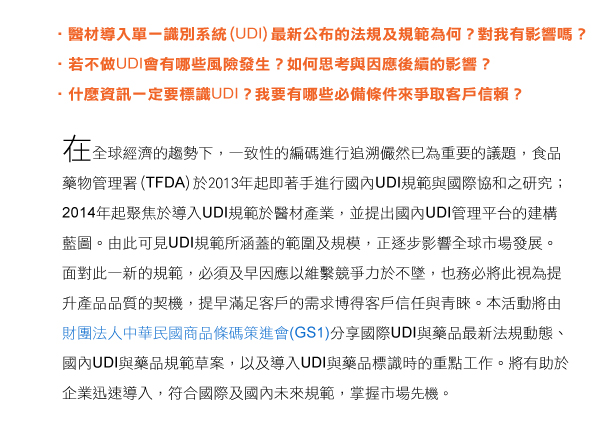 ・醫材導入單一識別系統(UDI)最新公布的法規及規範為何？對我有影響嗎？
・若不做UDI會有哪些風險發生？如何思考與因應後續的影響？
・什麼資訊一定要標識UDI？我要有哪些必備條件來爭取客戶信賴？
在全球經濟的趨勢下，一致性的編碼進行追溯儼然已為重要的議題，食品
藥物管理署(TFDA)於2013年起即著手進行國內UDI規範與國際協和之研究；
2014年起聚焦於導入UDI規範於醫材產業，並提出國內UDI管理平台的建構
藍圖。由此可見UDI規範所涵蓋的範圍及規模，正逐步影響全球市場發展。
面對此一新的規範，必須及早因應以維繫競爭力於不墜，也務必將此視為提
升產品品質的契機，提早滿足客戶的需求博得客戶信任與青睞。本活動將由
財團法人中華民國商品條碼策進會(GS1)分享國際UDI與藥品最新法規動態、
國內UDI與藥品規範草案，以及導入UDI與藥品標識時的重點工作。將有助於
企業迅速導入，符合國際及國內未來規範，掌握市場先機。